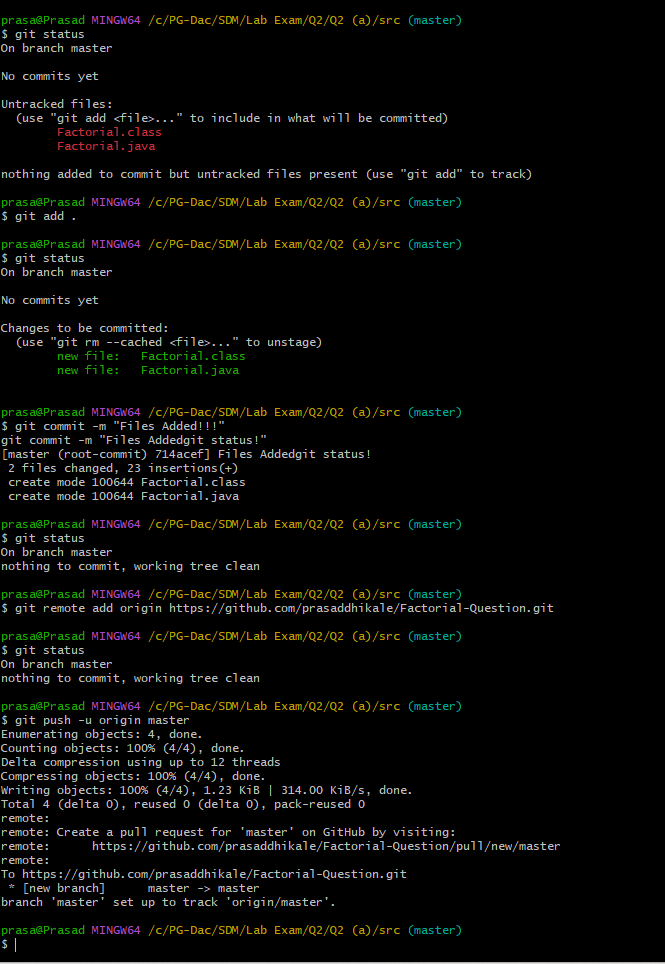 prasa@Prasad MINGW64 /c/PG-Dac/SDM/Lab Exam/Q2/Q2 (a)/src (master)
$ git status
On branch master
No commits yet
Untracked files:
(use "git add <file>..." to include in what will be committed)
Factorial.class
Factorial.java
nothing added to commit but untracked files present (use "git add" to track)
prasa@Prasad MINGW64 /c/PG-Dac/SDM/Lab Exam/Q2/Q2 (a)/src (master)
$ git add .
prasa@Prasad MINGW64 /c/PG-Dac/SDM/Lab Exam/Q2/Q2 (a)/src (master)
$ git status
On branch master
No commits yet
Changes to be committed:
(use "git rm --cached <file>..." to unstage)
new file:   Factorial.class
new file:   Factorial.java
prasa@Prasad MINGW64 /c/PG-Dac/SDM/Lab Exam/Q2/Q2 (a)/src (master)
$ git commit -m "Files Added!!!"
git commit -m "Files Addedgit status!"
[master (root-commit) 714acef] Files Addedgit status!
2 files changed, 23 insertions(+)
create mode 100644 Factorial.class
create mode 100644 Factorial.java
prasa@Prasad MINGW64 /c/PG-Dac/SDM/Lab Exam/Q2/Q2 (a)/src (master)
$ git status
On branch master
nothing to commit, working tree clean
prasa@Prasad MINGW64 /c/PG-Dac/SDM/Lab Exam/Q2/Q2 (a)/src (master)
$ git remote add origin https://github.com/prasaddhikale/Factorial-Question.git
prasa@Prasad MINGW64 /c/PG-Dac/SDM/Lab Exam/Q2/Q2 (a)/src (master)
$ git status
On branch master
nothing to commit, working tree clean
prasa@Prasad MINGW64 /c/PG-Dac/SDM/Lab Exam/Q2/Q2 (a)/src (master)
$ git push -u origin master
Enumerating objects: 4, done.
Counting objects: 100% (4/4), done.
Delta compression using up to 12 threads
Compressing objects: 100% (4/4), done.
Writing objects: 100% (4/4), 1.23 KiB | 314.00 KiB/s, done.
Total 4 (delta 0), reused 0 (delta 0), pack-reused 0
remote:
remote: Create a pull request for 'master' on GitHub by visiting:
remote:      https://github.com/prasaddhikale/Factorial-Question/pull/new/master
remote:
To https://github.com/prasaddhikale/Factorial-Question.git
* [new branch]      master -> master
branch 'master' set up to track 'origin/master'.
prasa@Prasad MINGW64 /c/PG-Dac/SDM/Lab Exam/Q2/Q2 (a)/src (master)
$